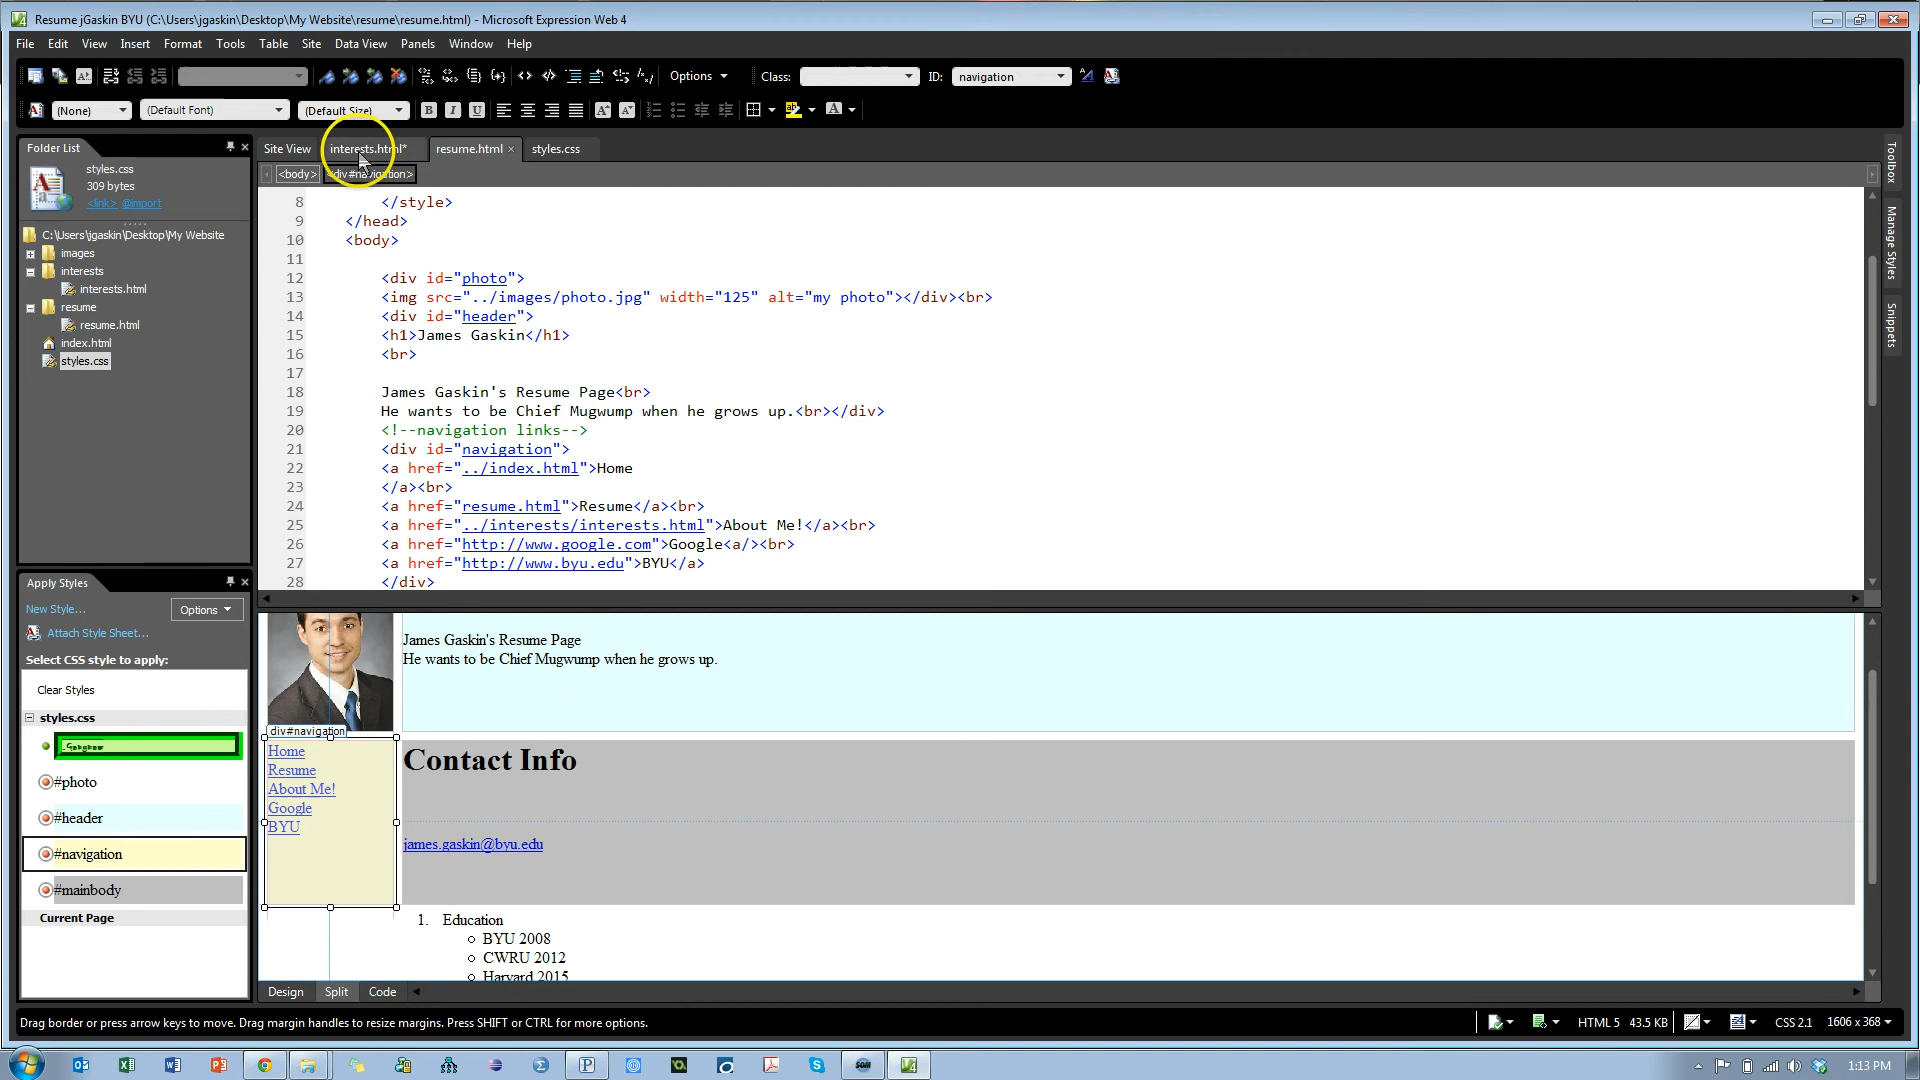 Resume jGaskin BYU (C:\Users\jgaskin\Desktop\My Website\resume\resume.html) - Microsoft Expression Web 4
File Edit View Insert Format Tools Table Site Data View Panels Window Help
Options Class: ID: navigation
(None) (Default Font) (Default Size) B I U
Folder List
Site View interests.html* resume.html styles.css
<body> <div#navigation>
styles.css
309 bytes
<link> @import
C:\Users\jgaskin\Desktop\My Website
images
interests
interests.html
resume
resume.html
index.html
styles.css
8 </style>
9 </head>
10 <body>
11
12 <div id="photo">
13 <img src="../images/photo.jpg" width="125" alt="my photo"></div><br>
14 <div id="header">
15 <h1>James Gaskin</h1>
16 <br>
17
18 James Gaskin's Resume Page<br>
19 He wants to be Chief Mugwump when he grows up.<br></div>
20 <!--navigation links-->
21 <div id="navigation">
22 <a href="../index.html">Home
23 </a><br>
24 <a href="resume.html">Resume</a><br>
25 <a href="../interests/interests.html">About Me!</a><br>
26 <a href="http://www.google.com">Google<a/><br>
27 <a href="http://www.byu.edu">BYU</a>
28 </div>
Toolbox
Manage Styles
Snippets
Apply Styles
New Style...
Options
Attach Style Sheet...
Select CSS style to apply:
Clear Styles
styles.css
#photo
#header
#navigation
#mainbody
Current Page
James Gaskin's Resume Page
He wants to be Chief Mugwump when he grows up.
div#navigation
Home
Resume
About Me!
Google
BYU
Contact Info
james.gaskin@byu.edu
1. Education
BYU 2008
CWRU 2012
Harvard 2015
Design Split Code
Drag border or press arrow keys to move. Drag margin handles to resize margins. Press SHIFT or CTRL for more options.
HTML 5 43.5 KB CSS 2.1 1606 x 368
1:13 PM